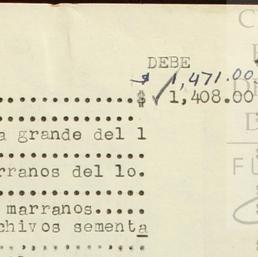 DEBE
$ 1,471.00
..............$ 1,408.00
a grande del 1
..............
rranos del lo.
..............
marranos.....
chivos sementa
..............